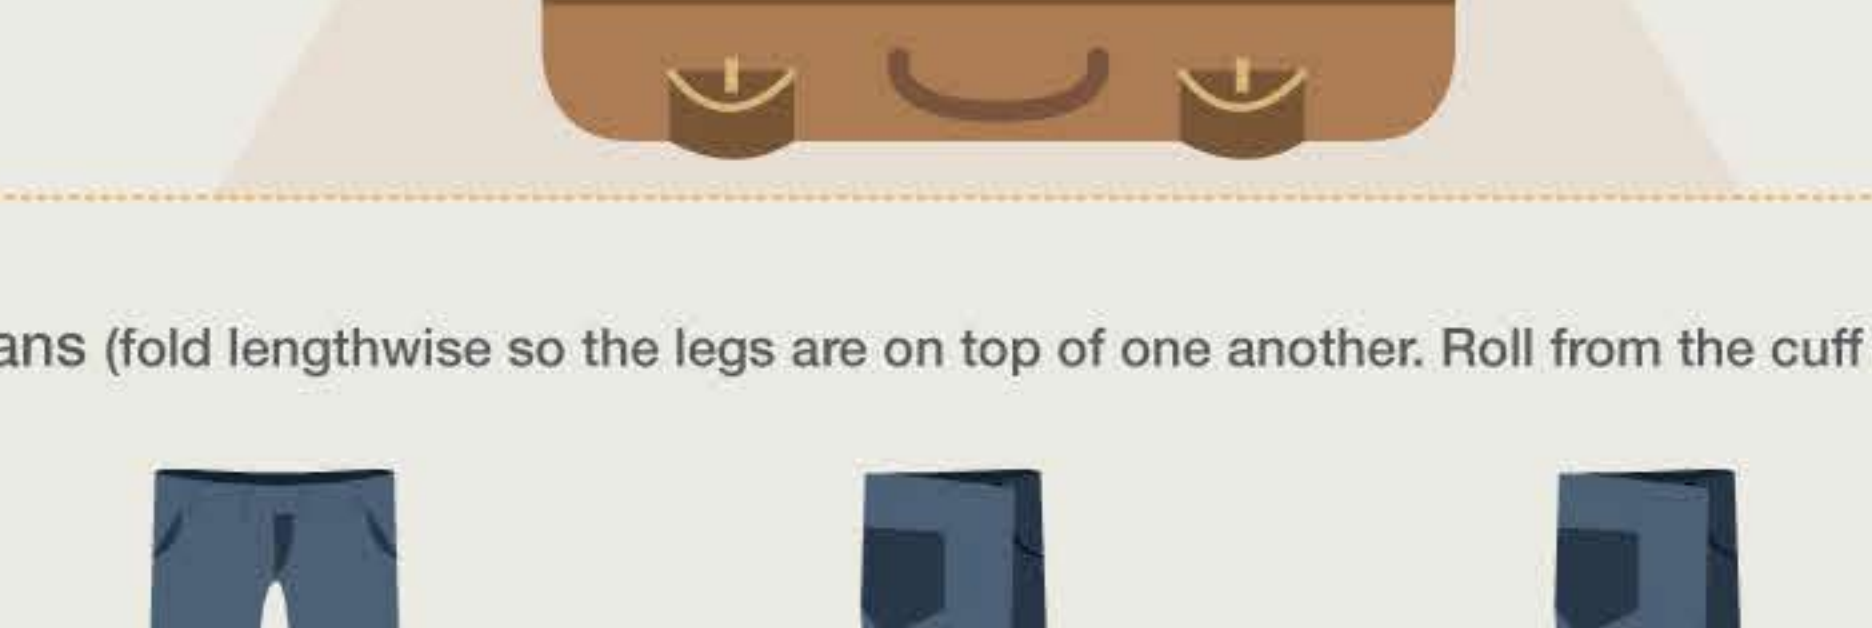 ans (fold lengthwise so the legs are on top of one another. Roll from the cuff